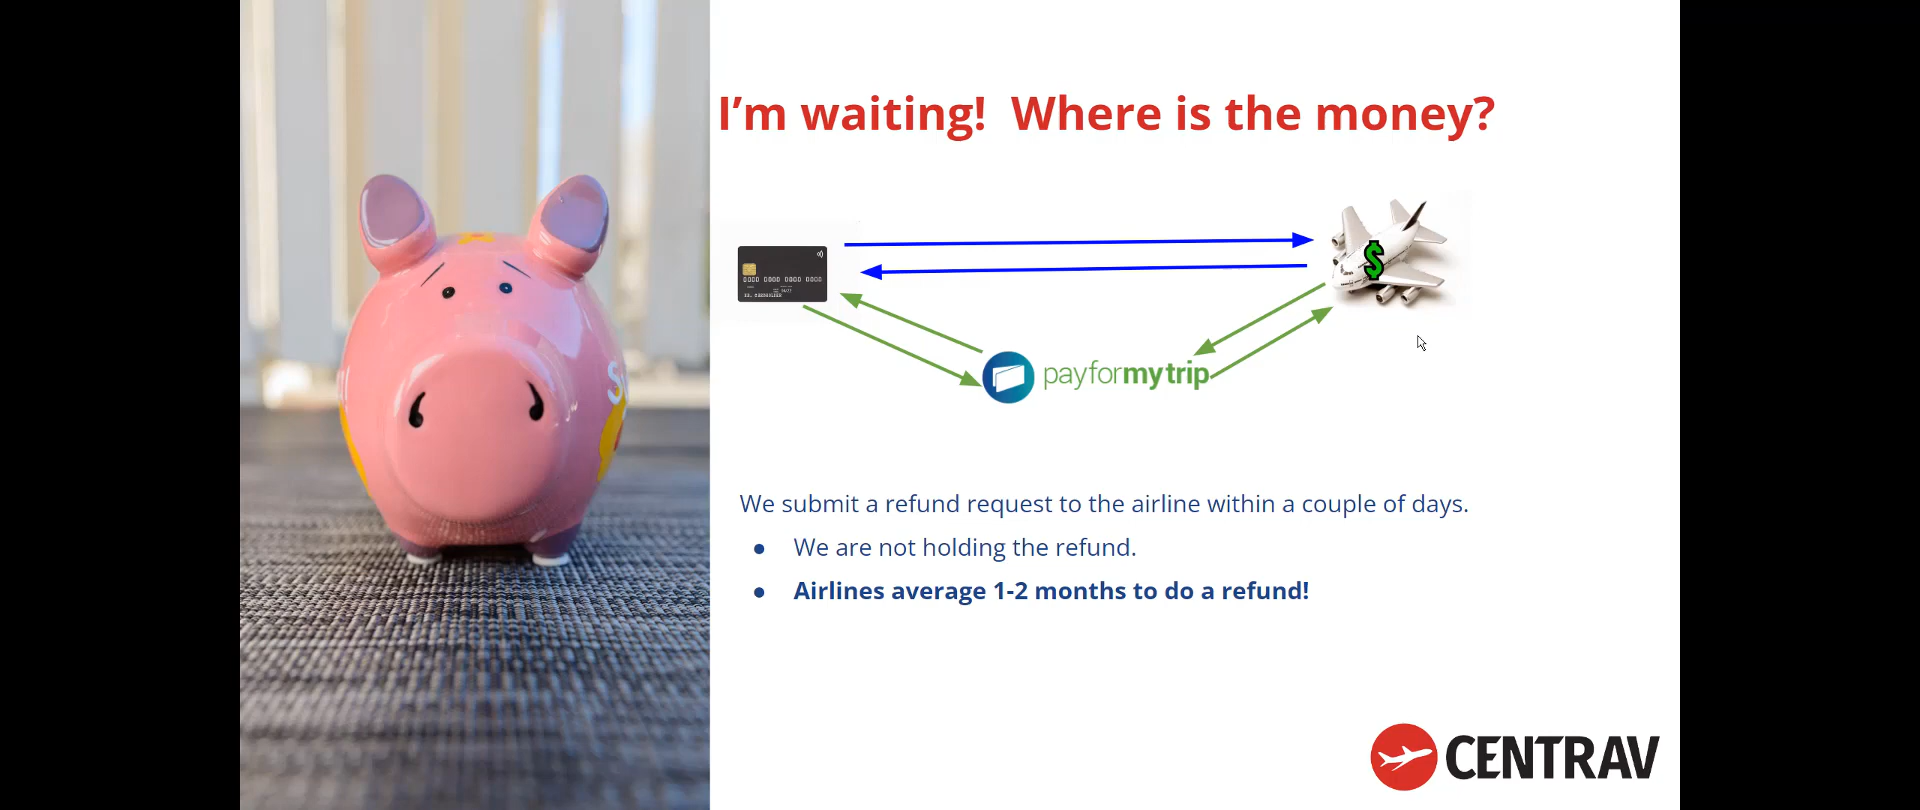 I'm waiting!  Where is the money?
$
payformytrip
We submit a refund request to the airline within a couple of days.
● We are not holding the refund.
● Airlines average 1-2 months to do a refund!
CENTRAV